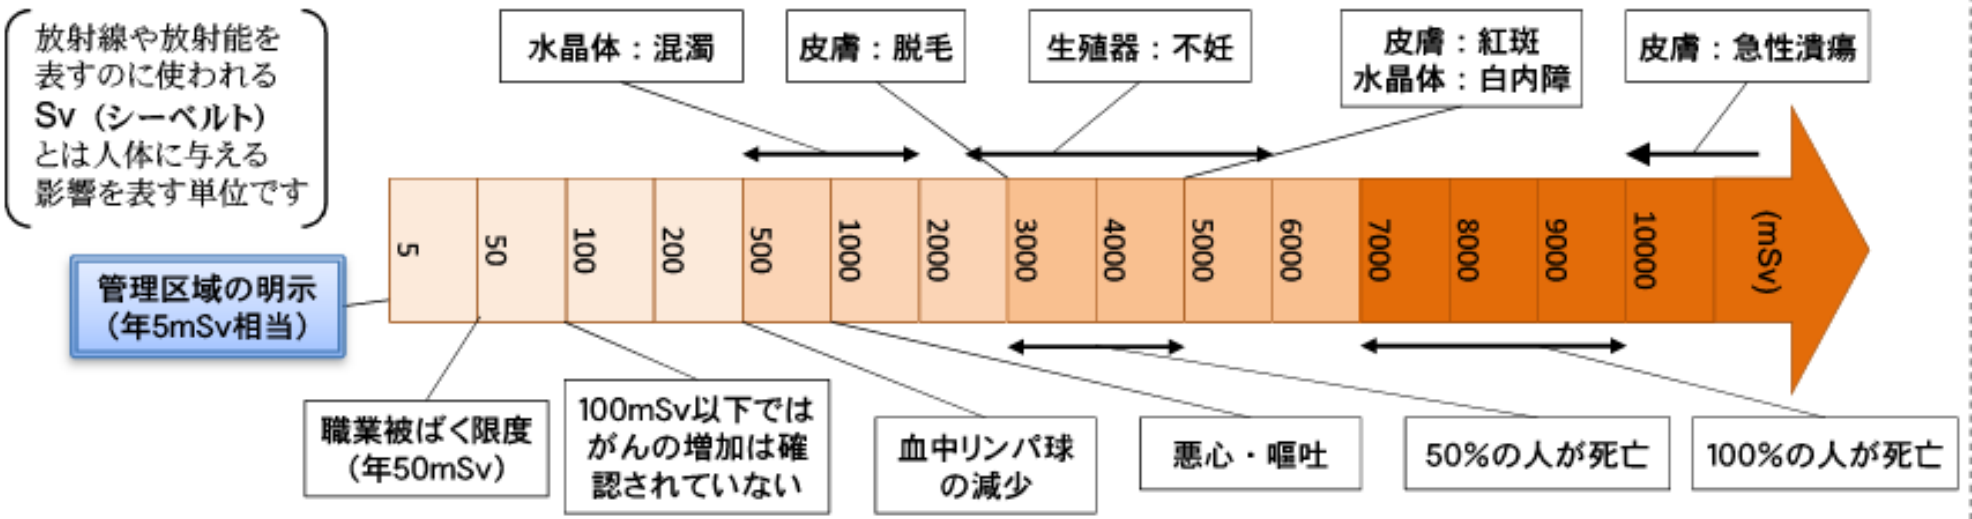 放射線や放射能を
表すのに使われる
Sv（シーベルト）
とは人体に与える
影響を表す単位です
水晶体：混濁
皮膚：脱毛
生殖器：不妊
皮膚：紅斑
水晶体：白内障
皮膚：急性潰瘍
5
50
100
200
500
1000
2000
3000
4000
5000
6000
7000
8000
9000
10000
(mSv)
管理区域の明示
（年5mSv相当）
職業被ばく限度
（年50mSv）
100mSv以下では
がんの増加は確
認されていない
血中リンパ球
の減少
悪心・嘔吐
50%の人が死亡
100%の人が死亡